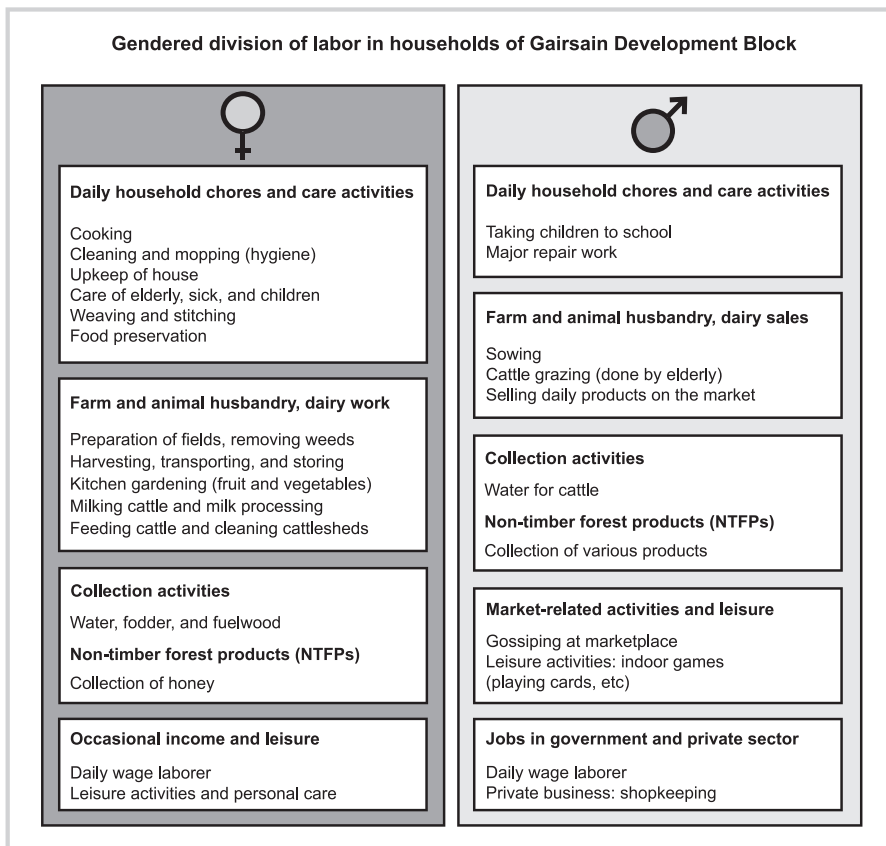 Gendered division of labor in households of Gairsain Development Block
Daily household chores and care activities
Cooking
Cleaning and mopping (hygiene)
Upkeep of house
Care of elderly, sick, and children
Weaving and stitching
Food preservation
Farm and animal husbandry, dairy work
Preparation of fields, removing weeds
Harvesting, transporting, and storing
Kitchen gardening (fruit and vegetables)
Milking cattle and milk processing
Feeding cattle and cleaning cattlesheds
Collection activities
Water, fodder, and fuelwood
Non-timber forest products (NTFPs)
Collection of honey
Occasional income and leisure
Daily wage laborer
Leisure activities and personal care
Daily household chores and care activities
Taking children to school
Major repair work
Farm and animal husbandry, dairy sales
Sowing
Cattle grazing (done by elderly)
Selling daily products on the market
Collection activities
Water for cattle
Non-timber forest products (NTFPs)
Collection of various products
Market-related activities and leisure
Gossiping at marketplace
Leisure activities: indoor games
(playing cards, etc)
Jobs in government and private sector
Daily wage laborer
Private business: shopkeeping